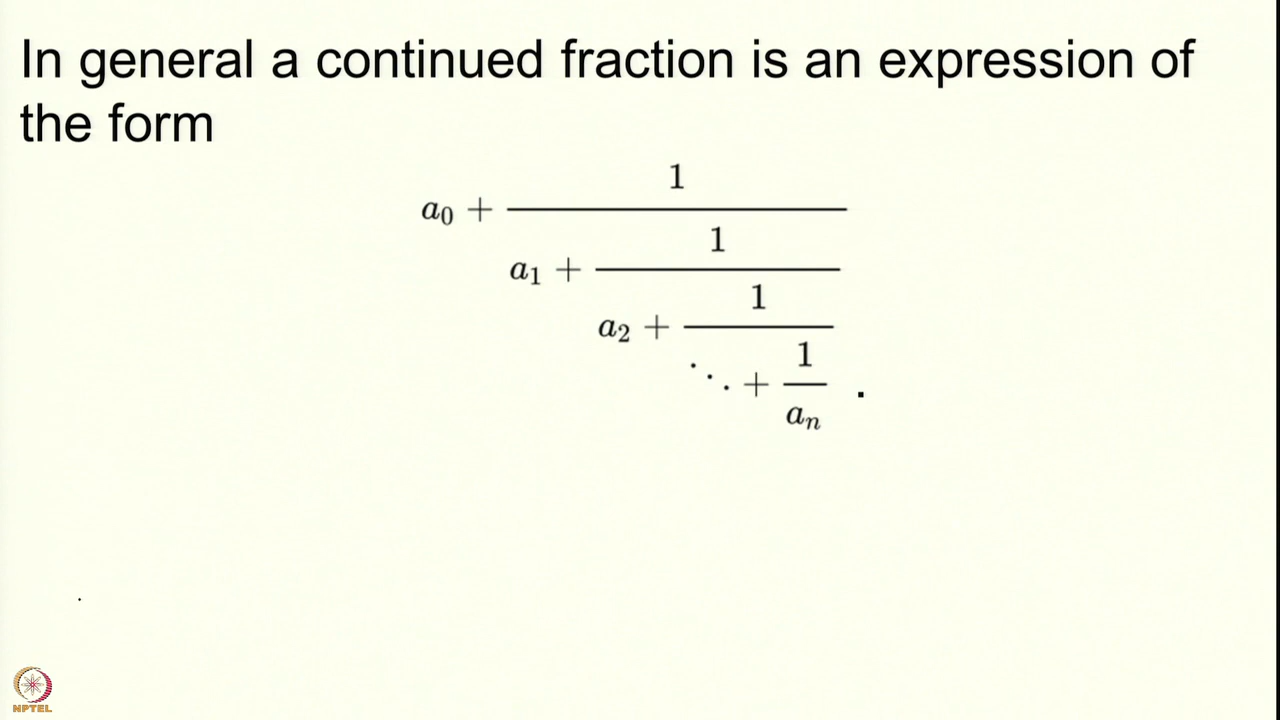 In general a continued fraction is an expression of
the form
1
a₀ +
1
a₁ +
1
a₂ +
1
⋱ +
.
aₙ
NPTEL